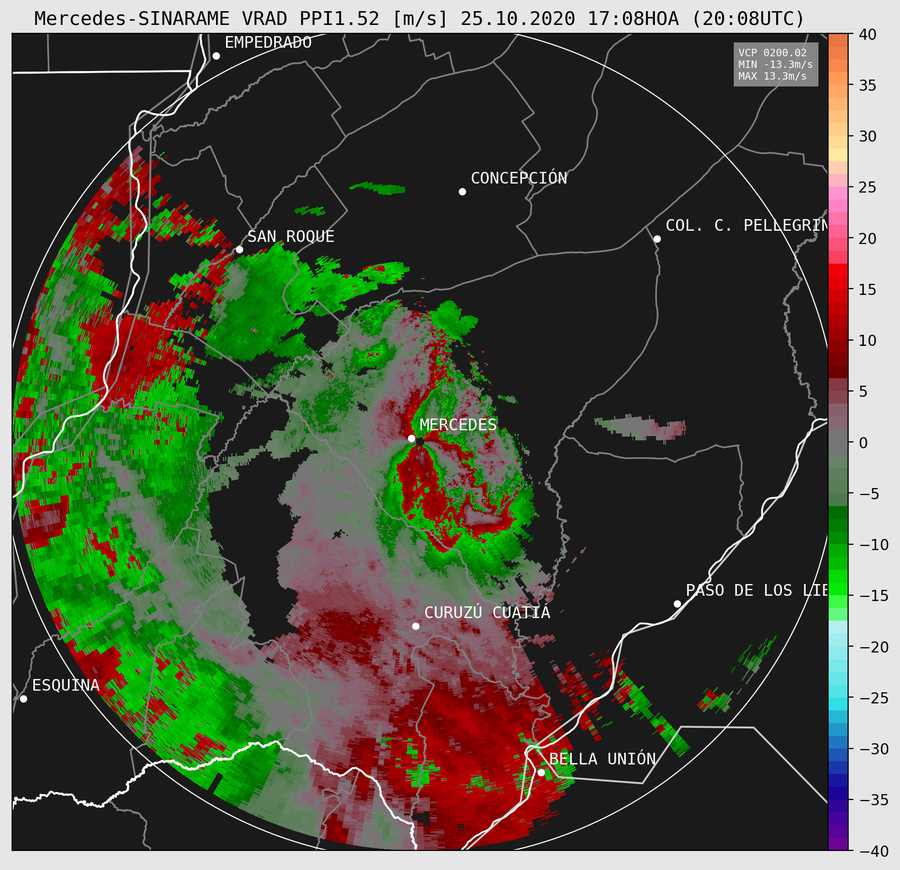 Mercedes-SINARAME VRAD PPI1.52 [m/s] 25.10.2020 17:08HOA (20:08UTC)
VCP 0200.02
MIN -13.3m/s
MAX 13.3m/s
EMPEDRADO
CONCEPCIÓN
COL. C. PELLEGRIN
SAN ROQUE
MERCEDES
PASO DE LOS LIE
CURUZÚ CUATIÁ
ESQUINA
BELLA UNIÓN
40
35
30
25
20
15
10
5
0
−5
−10
−15
−20
−25
−30
−35
−40